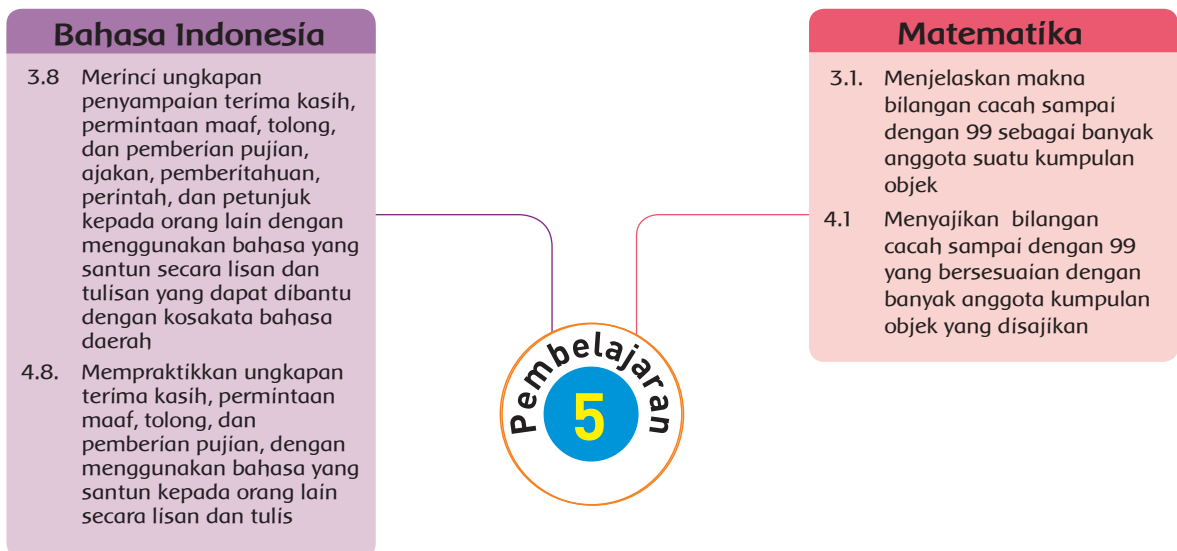 Bahasa Indonesia
3.8 Merinci ungkapan
penyampaian terima kasih,
permintaan maaf, tolong,
dan pemberian pujian,
ajakan, pemberitahuan,
perintah, dan petunjuk
kepada orang lain dengan
menggunakan bahasa yang
santun secara lisan dan
tulisan yang dapat dibantu
dengan kosakata bahasa
daerah
4.8. Mempraktikkan ungkapan
terima kasih, permintaan
maaf, tolong, dan
pemberian pujian, dengan
menggunakan bahasa yang
santun kepada orang lain
secara lisan dan tulis
Matematika
3.1. Menjelaskan makna
bilangan cacah sampai
dengan 99 sebagai banyak
anggota suatu kumpulan
objek
4.1 Menyajikan bilangan
cacah sampai dengan 99
yang bersesuaian dengan
banyak anggota kumpulan
objek yang disajikan
Pembelajaran
5